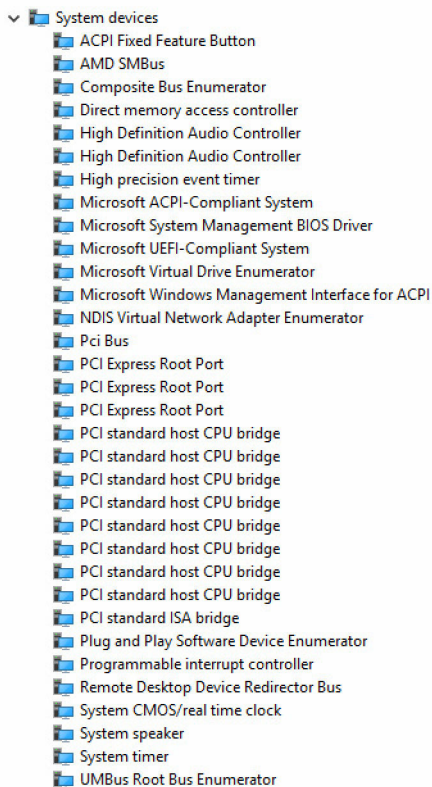 System devices
ACPI Fixed Feature Button
AMD SMBus
Composite Bus Enumerator
Direct memory access controller
High Definition Audio Controller
High Definition Audio Controller
High precision event timer
Microsoft ACPI-Compliant System
Microsoft System Management BIOS Driver
Microsoft UEFI-Compliant System
Microsoft Virtual Drive Enumerator
Microsoft Windows Management Interface for ACPI
NDIS Virtual Network Adapter Enumerator
Pci Bus
PCI Express Root Port
PCI Express Root Port
PCI Express Root Port
PCI standard host CPU bridge
PCI standard host CPU bridge
PCI standard host CPU bridge
PCI standard host CPU bridge
PCI standard host CPU bridge
PCI standard host CPU bridge
PCI standard host CPU bridge
PCI standard host CPU bridge
PCI standard ISA bridge
Plug and Play Software Device Enumerator
Programmable interrupt controller
Remote Desktop Device Redirector Bus
System CMOS/real time clock
System speaker
System timer
UMBus Root Bus Enumerator